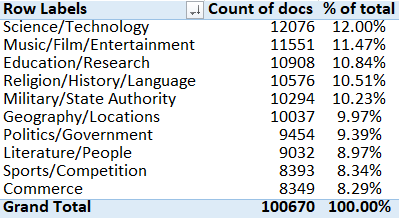 Row Labels Count of docs % of total
Science/Technology 12076 12.00%
Music/Film/Entertainment 11551 11.47%
Education/Research 10908 10.84%
Religion/History/Language 10576 10.51%
Military/State Authority 10294 10.23%
Geography/Locations 10037 9.97%
Politics/Government 9454 9.39%
Literature/People 9032 8.97%
Sports/Competition 8393 8.34%
Commerce 8349 8.29%
Grand Total 100670 100.00%